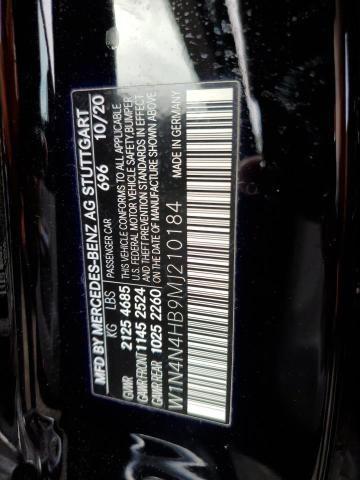 MFD BY MERCEDES-BENZ AG STUTTGART
696 10/20
PASSENGER CAR
THIS VEHICLE CONFORMS TO ALL APPLICABLE
U.S. FEDERAL MOTOR VEHICLE SAFETY, BUMPER,
AND THEFT PREVENTION STANDARDS IN EFFECT
ON THE DATE OF MANUFACTURE SHOWN ABOVE
KG LBS
GVWR 2125 4685
GAWR FRONT 1145 2524
GAWR REAR 1025 2260
W1N4N4HB9MJ210184
MADE IN GERMANY